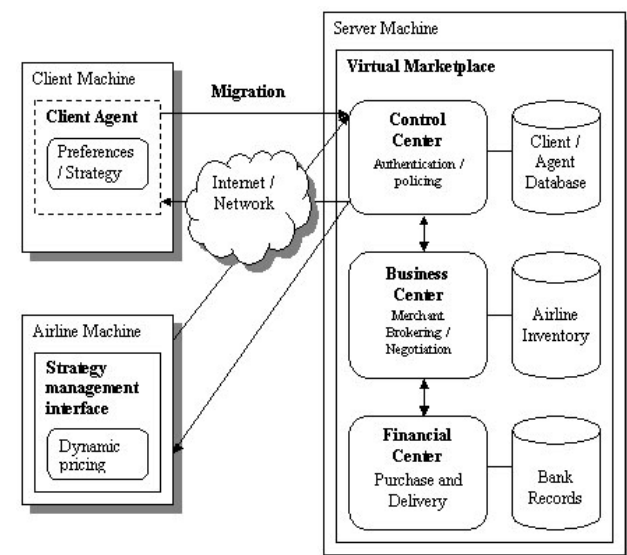 Server Machine
Virtual Marketplace
Client Machine
Client Agent
Preferences
/ Strategy
Migration
Internet /
Network
Control
Center
Authentication /
policing
Client /
Agent
Database
Business
Center
Merchant
Brokering /
Negotiation
Airline
Inventory
Airline Machine
Strategy
management
interface
Dynamic
pricing
Financial
Center
Purchase and
Delivery
Bank
Records